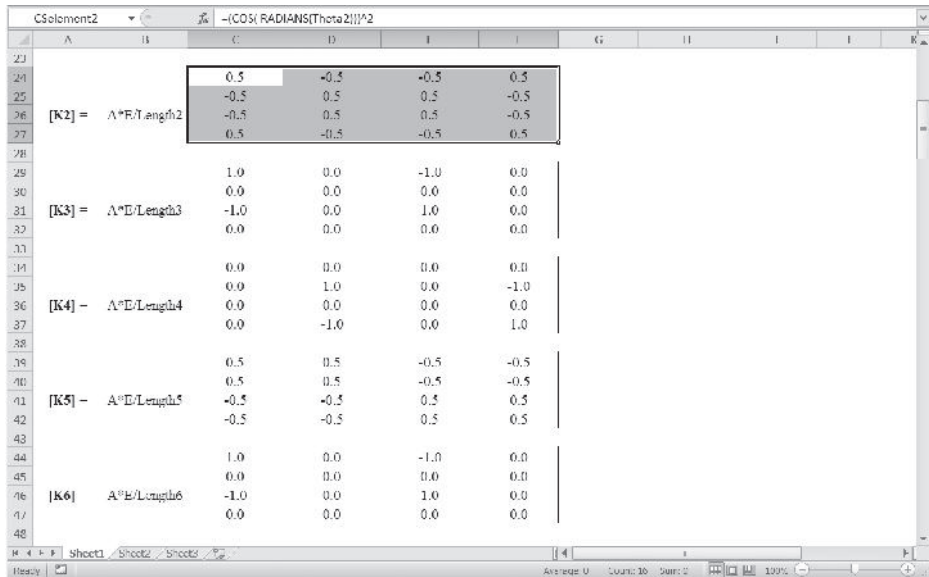 CSelement2 =(COS( RADIANS(Theta2)))^2
A B C D G H K
23
24 0.5 -0.5 -0.5 0.5
25 -0.5 0.5 0.5 -0.5
26 [K2] = A*E/Length2 -0.5 0.5 0.5 -0.5
27 0.5 -0.5 -0.5 0.5
28
29 1.0 0.0 -1.0 0.0
30 0.0 0.0 0.0 0.0
31 [K3] = A*E/Length3 -1.0 0.0 1.0 0.0
32 0.0 0.0 0.0 0.0
33
34 0.0 0.0 0.0 0.0
35 0.0 1.0 0.0 -1.0
36 [K4] = A*E/Length4 0.0 0.0 0.0 0.0
37 0.0 -1.0 0.0 1.0
38
39 0.5 0.5 -0.5 -0.5
40 0.5 0.5 -0.5 -0.5
41 [K5] = A*E/Length5 -0.5 -0.5 0.5 0.5
42 -0.5 -0.5 0.5 0.5
43
44 1.0 0.0 -1.0 0.0
45 0.0 0.0 0.0 0.0
46 [K6] A*E/Length6 -1.0 0.0 1.0 0.0
47 0.0 0.0 0.0 0.0
48
Sheet1 Sheet2 Sheet3
Ready Average: 0 Count: 16 Sum: 0 100%